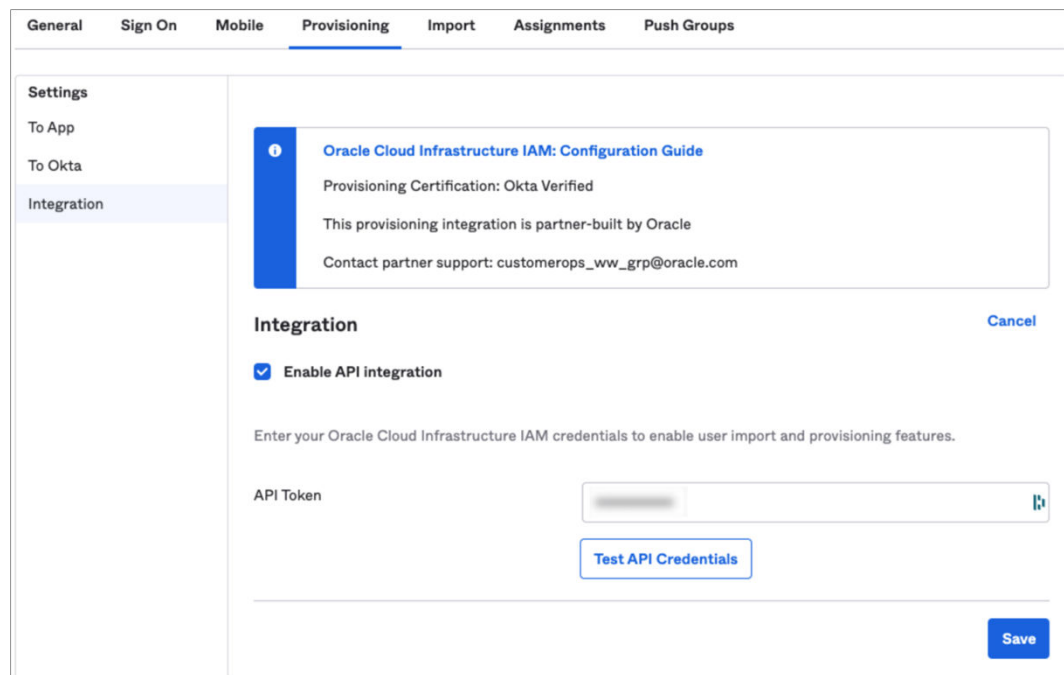 General Sign On Mobile Provisioning Import Assignments Push Groups
Settings
To App
To Okta
Integration
Oracle Cloud Infrastructure IAM: Configuration Guide
Provisioning Certification: Okta Verified
This provisioning integration is partner-built by Oracle
Contact partner support: customerops_ww_grp@oracle.com
Integration
Cancel
Enable API integration
Enter your Oracle Cloud Infrastructure IAM credentials to enable user import and provisioning features.
API Token
Test API Credentials
Save